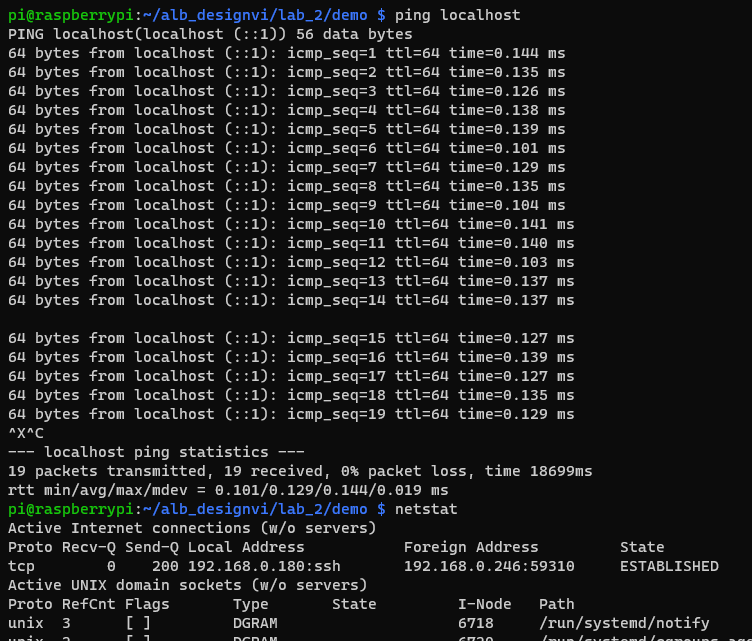 pi@raspberrypi:~/alb_designvi/lab_2/demo $ ping localhost
PING localhost(localhost (::1)) 56 data bytes
64 bytes from localhost (::1): icmp_seq=1 ttl=64 time=0.144 ms
64 bytes from localhost (::1): icmp_seq=2 ttl=64 time=0.135 ms
64 bytes from localhost (::1): icmp_seq=3 ttl=64 time=0.126 ms
64 bytes from localhost (::1): icmp_seq=4 ttl=64 time=0.138 ms
64 bytes from localhost (::1): icmp_seq=5 ttl=64 time=0.139 ms
64 bytes from localhost (::1): icmp_seq=6 ttl=64 time=0.101 ms
64 bytes from localhost (::1): icmp_seq=7 ttl=64 time=0.129 ms
64 bytes from localhost (::1): icmp_seq=8 ttl=64 time=0.135 ms
64 bytes from localhost (::1): icmp_seq=9 ttl=64 time=0.104 ms
64 bytes from localhost (::1): icmp_seq=10 ttl=64 time=0.141 ms
64 bytes from localhost (::1): icmp_seq=11 ttl=64 time=0.140 ms
64 bytes from localhost (::1): icmp_seq=12 ttl=64 time=0.103 ms
64 bytes from localhost (::1): icmp_seq=13 ttl=64 time=0.137 ms
64 bytes from localhost (::1): icmp_seq=14 ttl=64 time=0.137 ms
64 bytes from localhost (::1): icmp_seq=15 ttl=64 time=0.127 ms
64 bytes from localhost (::1): icmp_seq=16 ttl=64 time=0.139 ms
64 bytes from localhost (::1): icmp_seq=17 ttl=64 time=0.127 ms
64 bytes from localhost (::1): icmp_seq=18 ttl=64 time=0.135 ms
64 bytes from localhost (::1): icmp_seq=19 ttl=64 time=0.129 ms
^X^C
--- localhost ping statistics ---
19 packets transmitted, 19 received, 0% packet loss, time 18699ms
rtt min/avg/max/mdev = 0.101/0.129/0.144/0.019 ms
pi@raspberrypi:~/alb_designvi/lab_2/demo $ netstat
Active Internet connections (w/o servers)
Proto Recv-Q Send-Q Local Address           Foreign Address         State
tcp        0    200 192.168.0.180:ssh       192.168.0.246:59310     ESTABLISHED
Active UNIX domain sockets (w/o servers)
Proto RefCnt Flags       Type       State         I-Node   Path
unix  3      [ ]         DGRAM                    6718     /run/systemd/notify
unix         [ ]         DGRAM